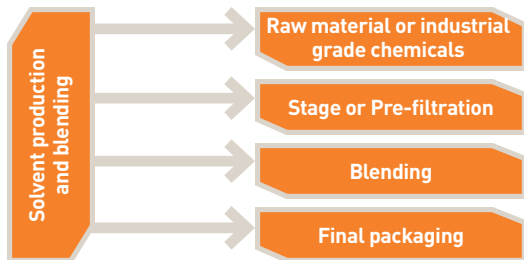 Solvent production
and blending
Raw material or industrial
grade chemicals
Stage or Pre-filtration
Blending
Final packaging